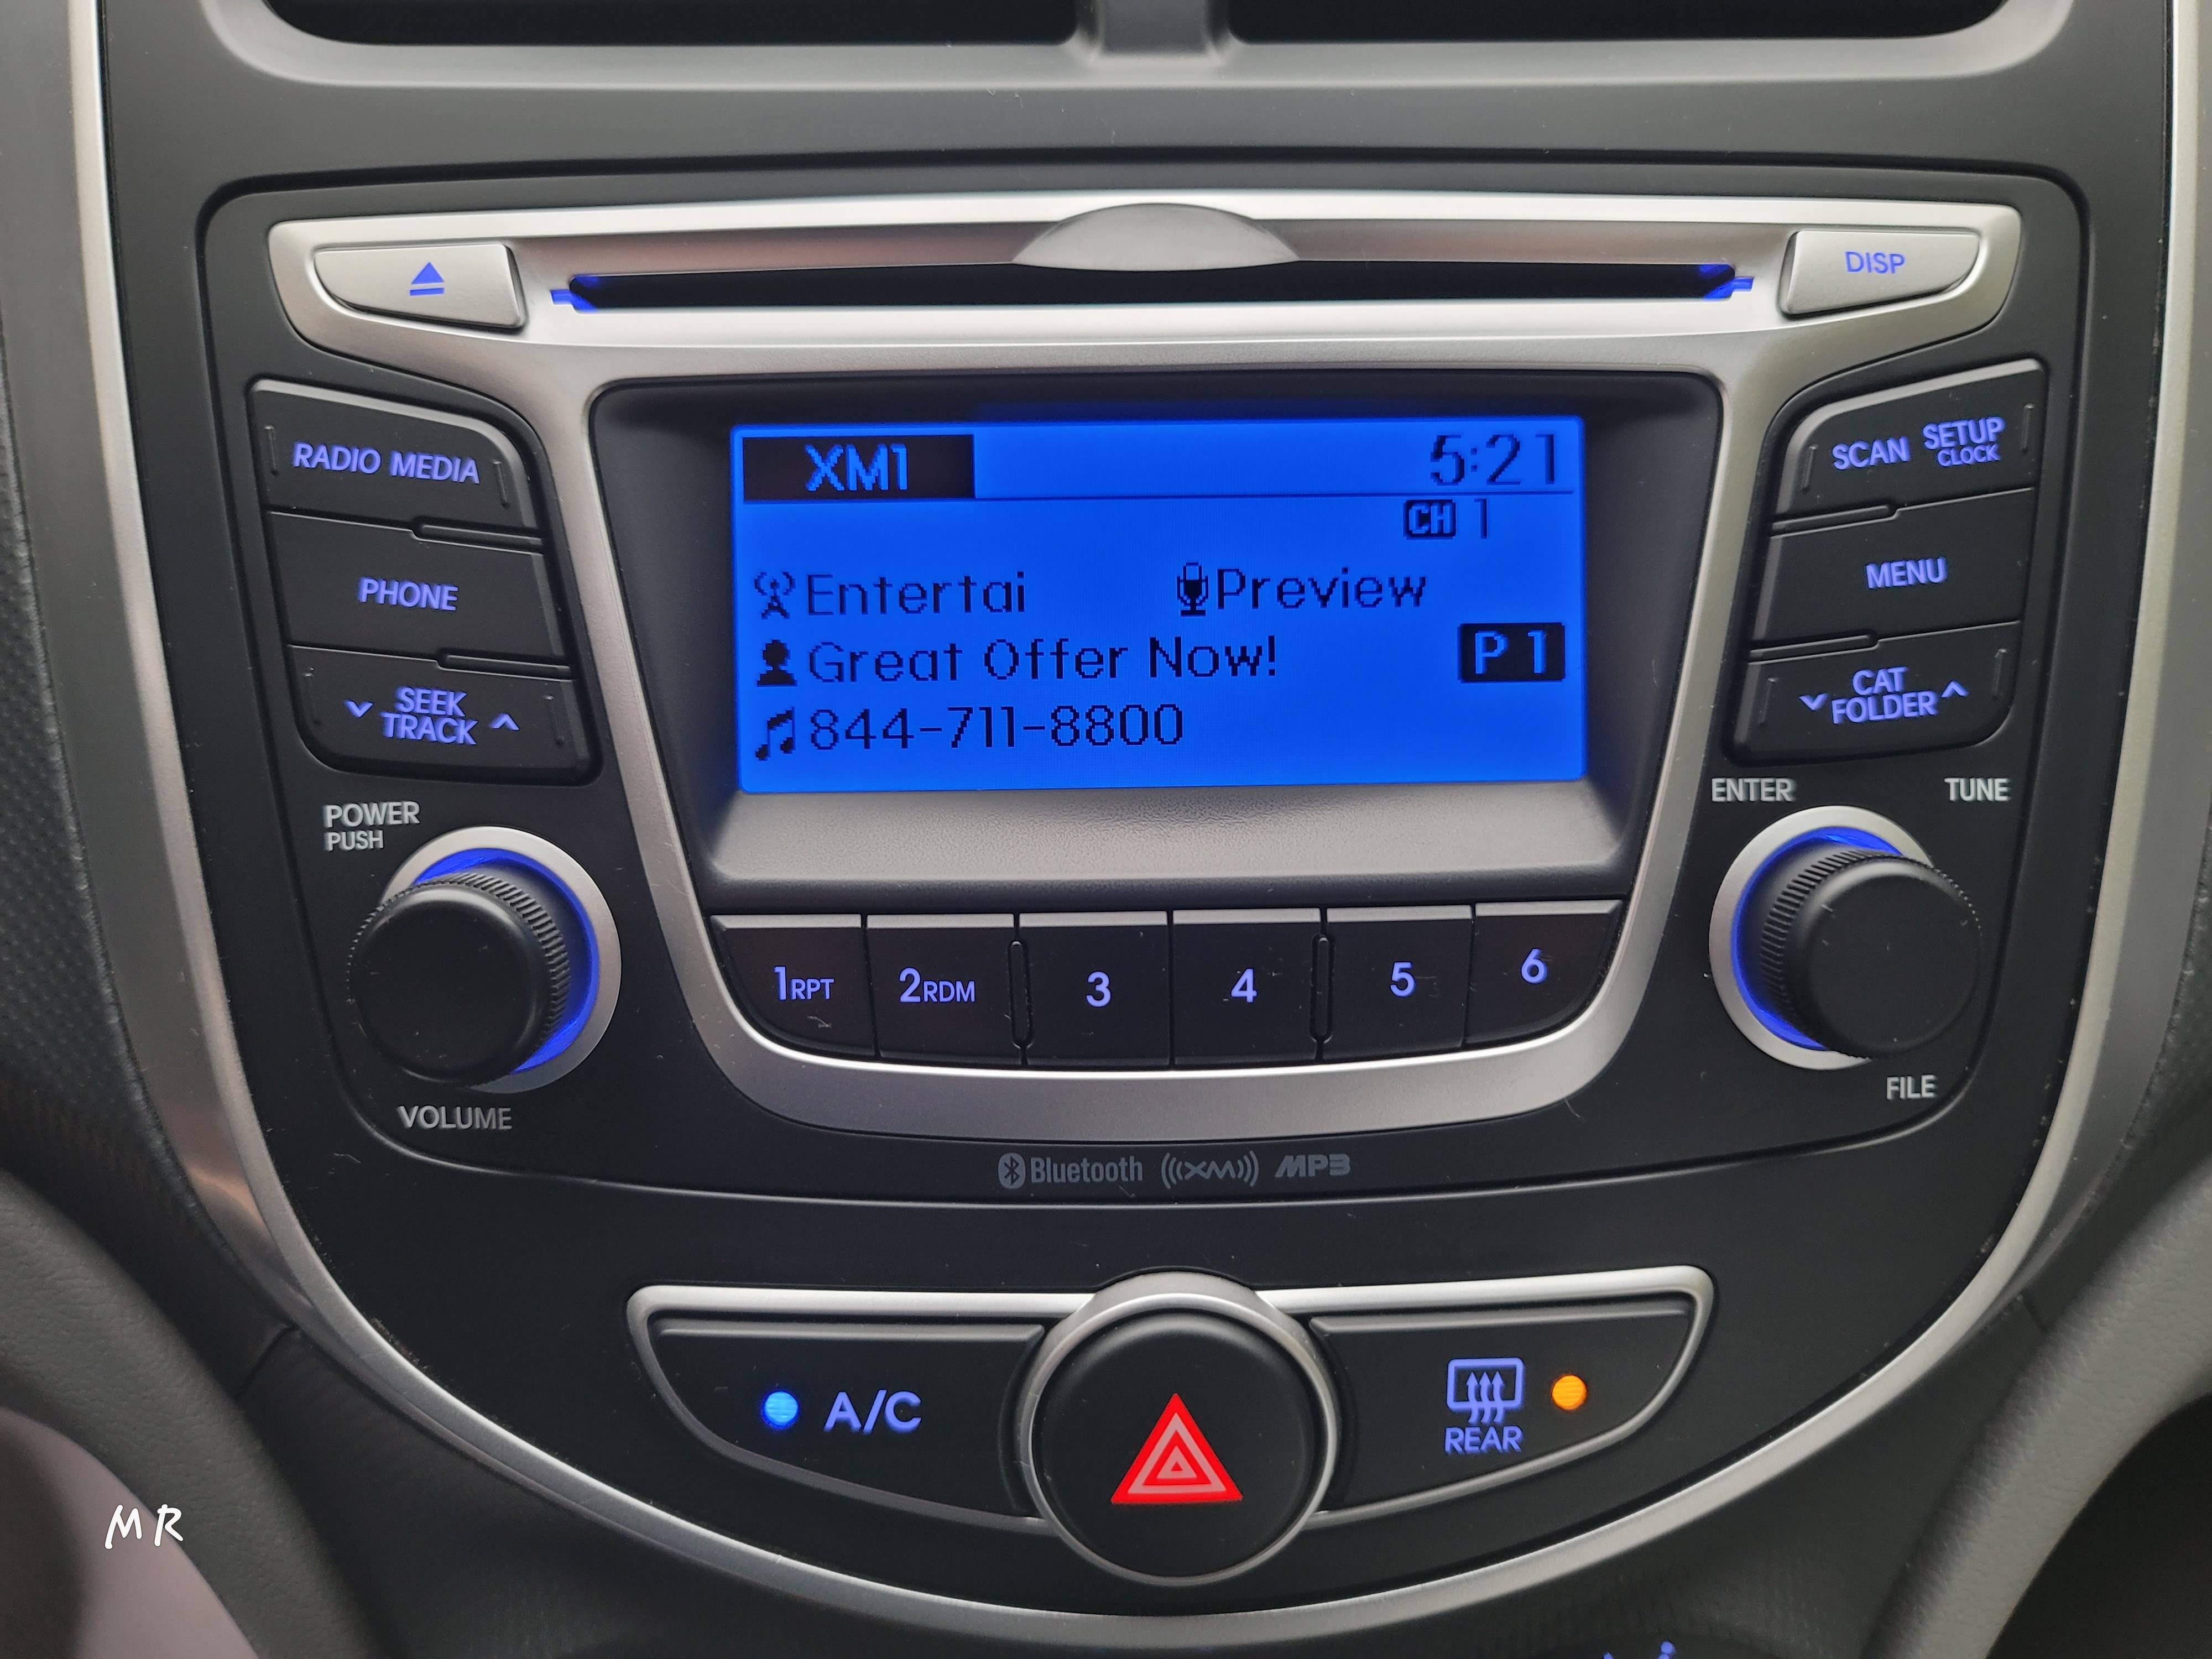 DISP
RADIO MEDIA
PHONE
SEEK
TRACK
POWER
PUSH
VOLUME
XM1 5:21
CH 1
Entertai Preview
Great Offer Now! P 1
844-711-8800
SCAN SETUP
CLOCK
MENU
CAT
FOLDER
ENTER TUNE
FILE
1RPT 2RDM 3 4 5 6
Bluetooth ((XM)) MP3
A/C
REAR
MR